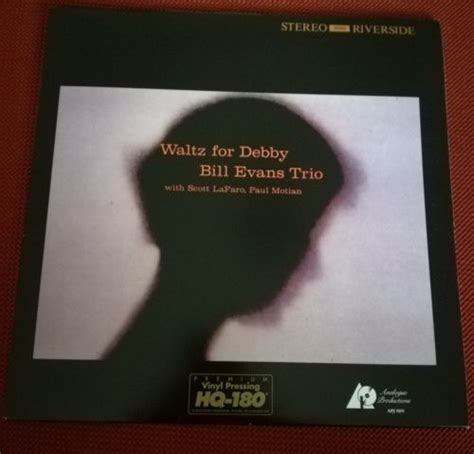 STEREO RIVERSIDE
Waltz for Debby
Bill Evans Trio
with Scott LaFaro, Paul Motian
PREMIUM
Vinyl Pressing
HQ-180
Analogue
Productions